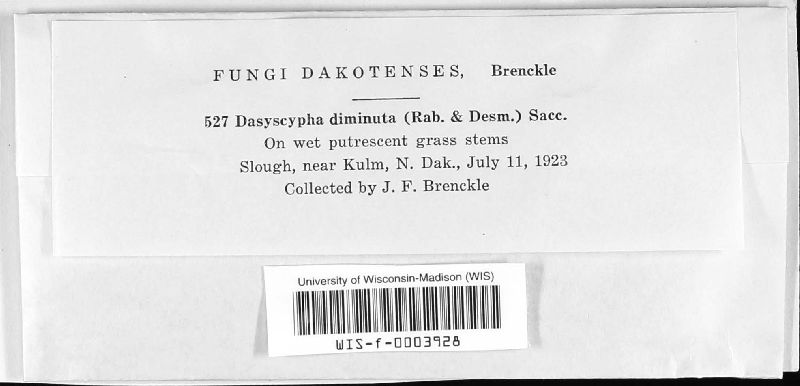 FUNGI DAKOTENSES, Brenckle
527 Dasyscypha diminuta (Rab. & Desm.) Sacc.
On wet putrescent grass stems
Slough, near Kulm, N. Dak., July 11, 1923
Collected by J. F. Brenckle
University of Wisconsin-Madison (WIS)
WIS-f-0003928